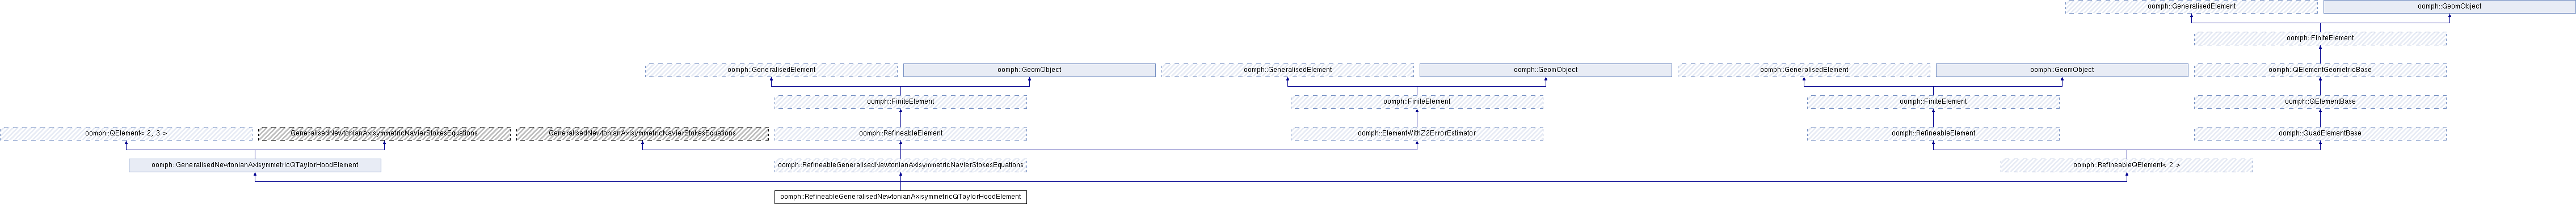 oomph::GeneralisedElement oomph::GeomObject
oomph::FiniteElement
oomph::GeneralisedElement oomph::GeomObject oomph::GeneralisedElement oomph::GeomObject oomph::GeneralisedElement oomph::GeomObject oomph::QElementGeometricBase
oomph::FiniteElement oomph::FiniteElement oomph::FiniteElement oomph::QElementBase
oomph::QElement< 2, 3 > GeneralisedNewtonianAxisymmetricNavierStokesEquations GeneralisedNewtonianAxisymmetricNavierStokesEquations oomph::RefineableElement oomph::ElementWithZ2ErrorEstimator oomph::RefineableElement oomph::QuadElementBase
oomph::GeneralisedNewtonianAxisymmetricQTaylorHoodElement oomph::RefineableGeneralisedNewtonianAxisymmetricNavierStokesEquations oomph::RefineableQElement< 2 >
oomph::RefineableGeneralisedNewtonianAxisymmetricQTaylorHoodElement